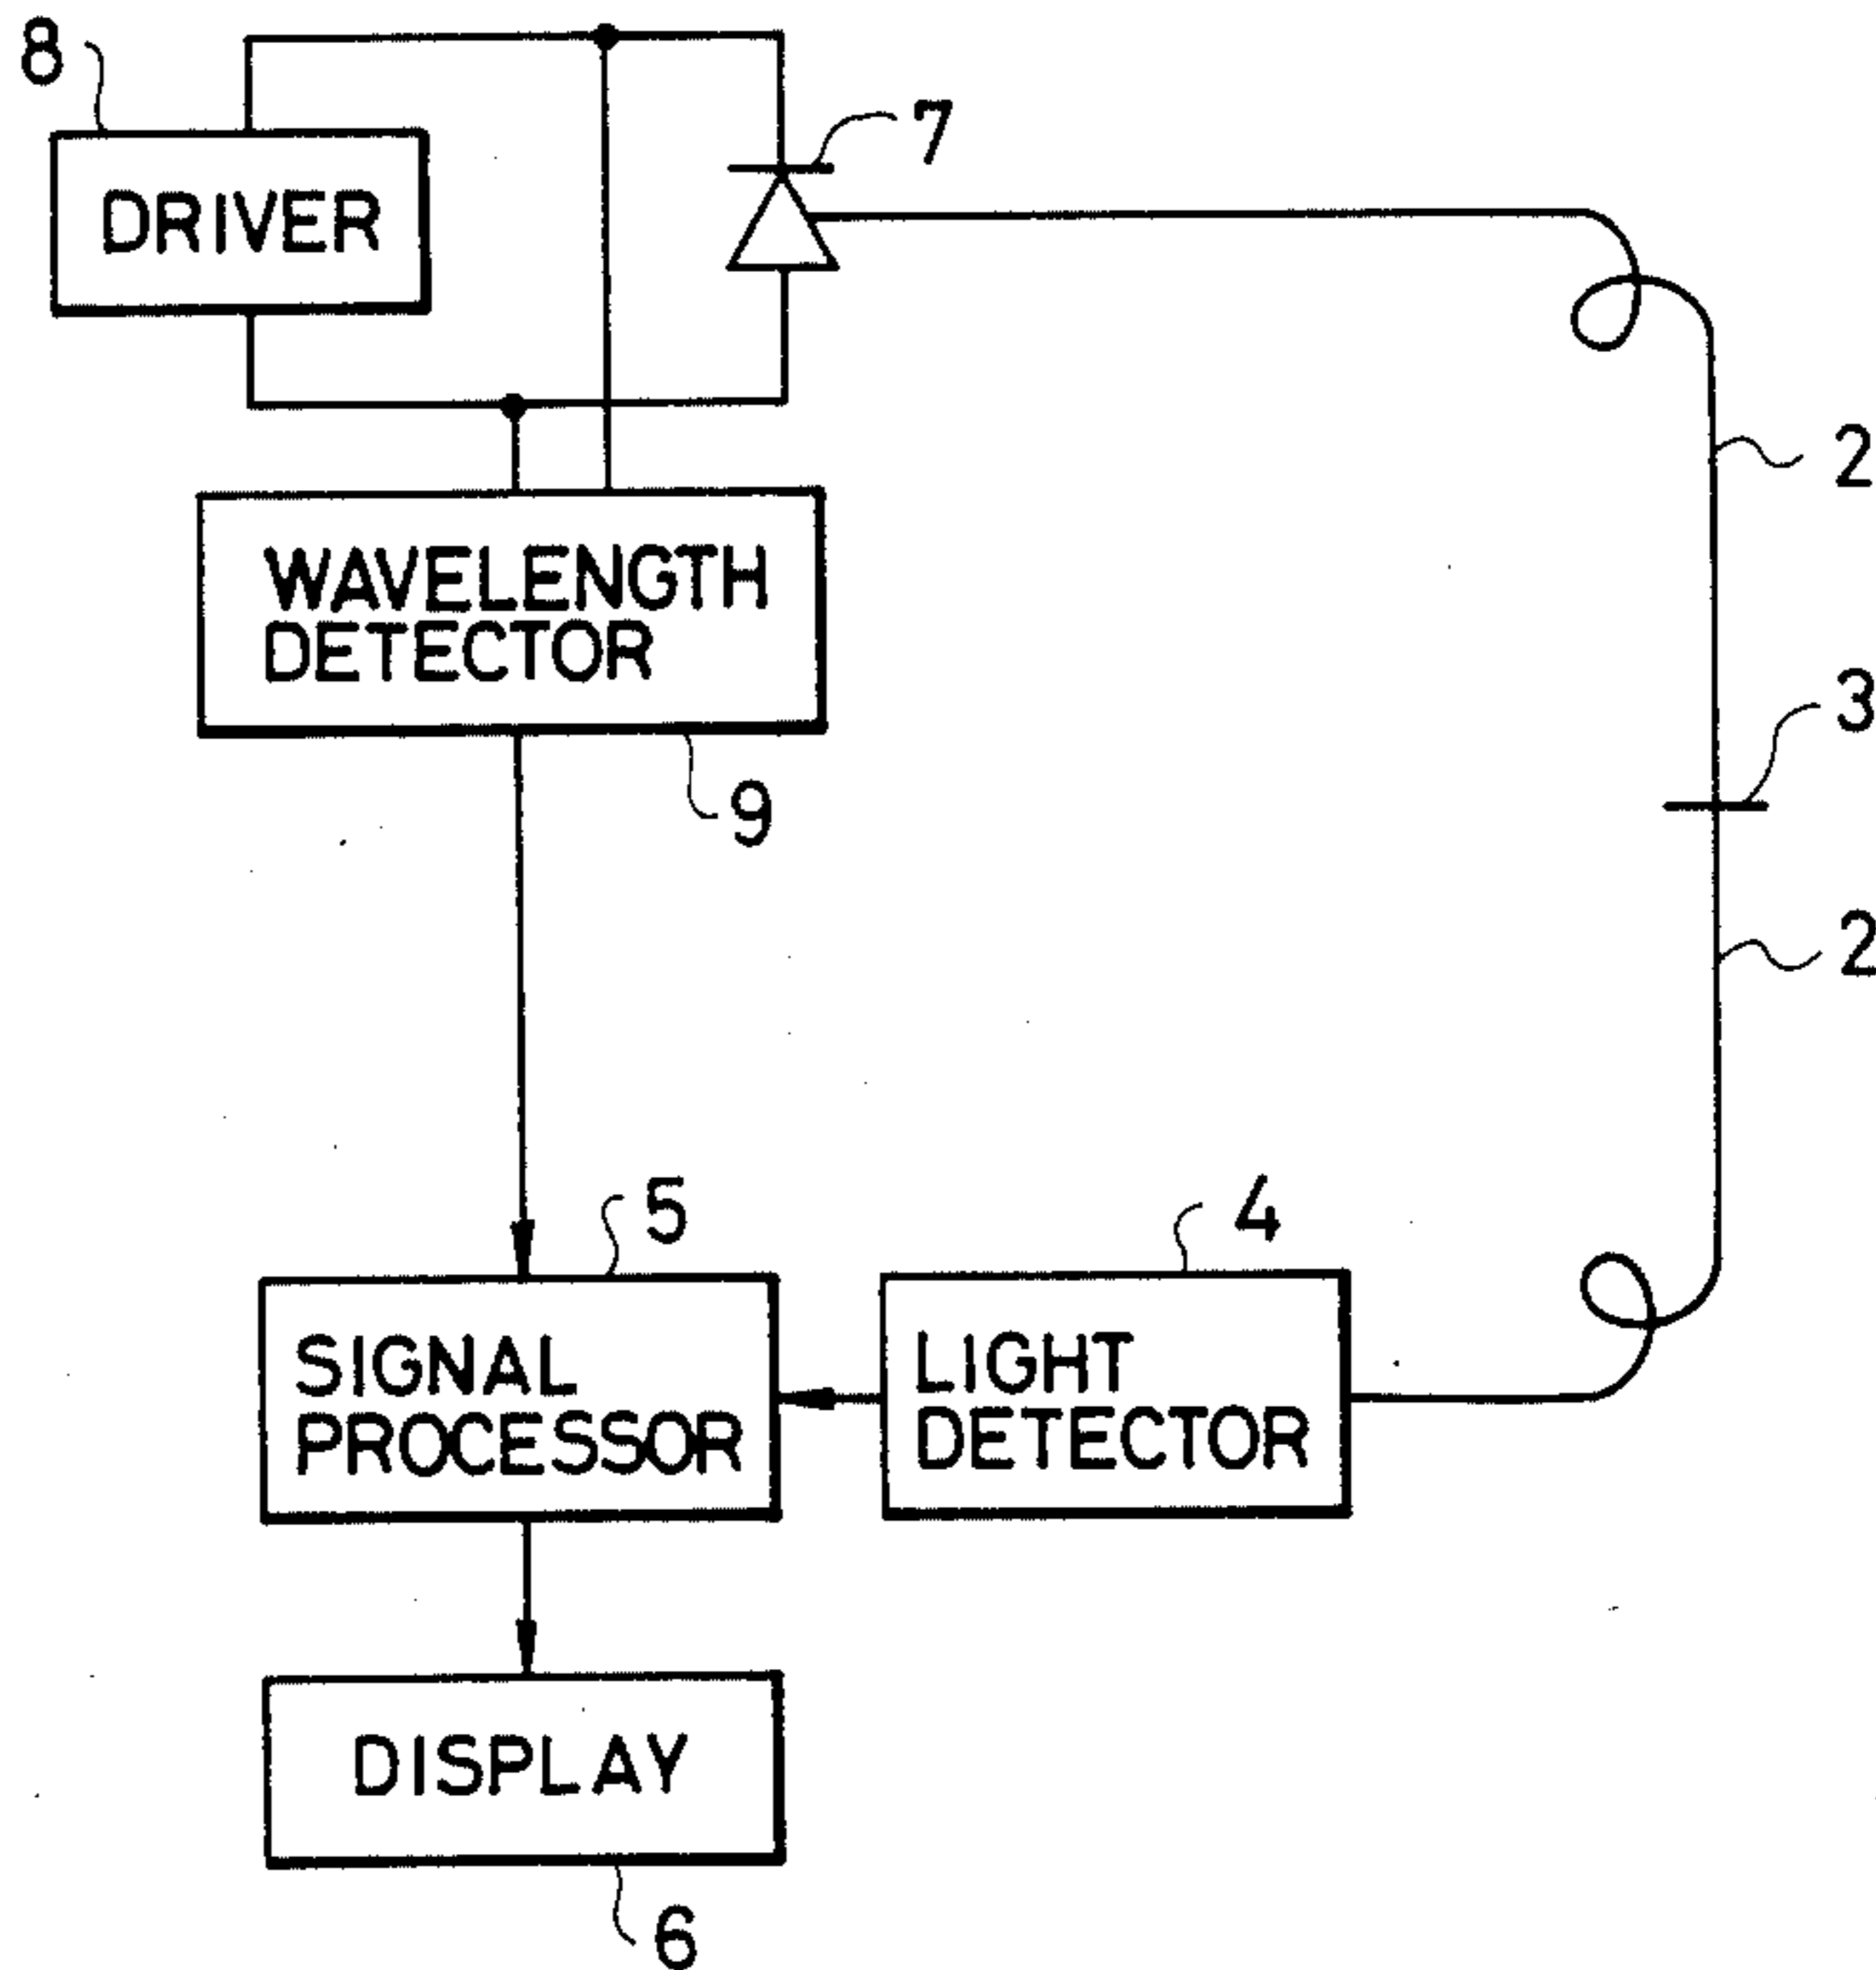 8
7
DRIVER
2
WAVELENGTH
DETECTOR
3
9
2
5
4
SIGNAL
PROCESSOR
LIGHT
DETECTOR
DISPLAY
6